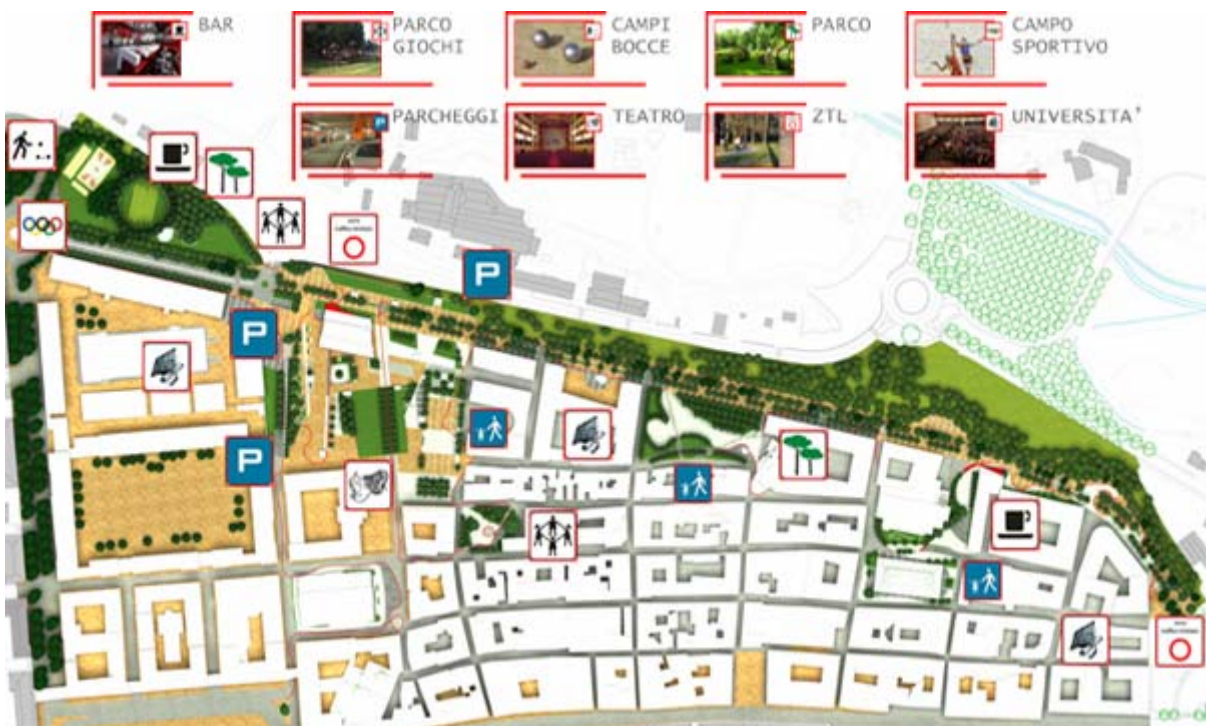 BAR
PARCO
GIOCHI
CAMPI
BOCCE
PARCO
CAMPO
SPORTIVO
PARCHEGGI
TEATRO
ZTL
UNIVERSITA'
P
P
P
P